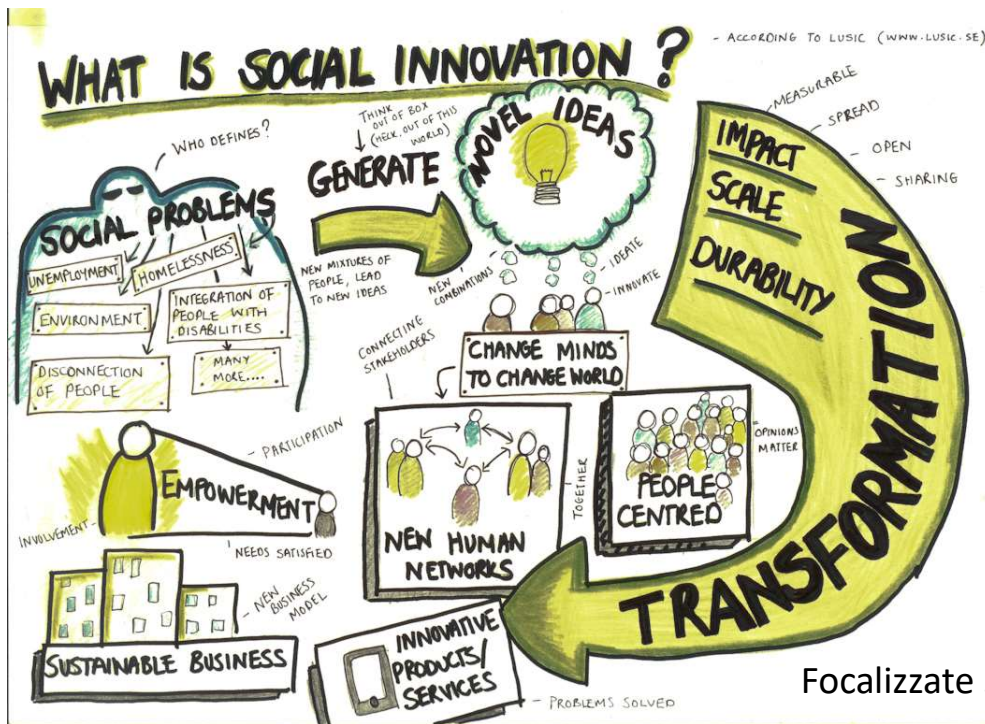 WHAT IS SOCIAL INNOVATION?
- ACCORDING TO LUSIC (WWW.LUSIC.SE)
WHO DEFINES?
SOCIAL PROBLEMS
UNEMPLOYMENT
HOMELESSNESS
ENVIRONMENT
INTEGRATION OF
PEOPLE WITH
DISABILITIES
DISCONNECTION
OF PEOPLE
MANY
MORE....
THINK
OUT OF BOX
(HECK, OUT OF THIS
WORLD)
GENERATE
NEW MIXTURES OF
PEOPLE, LEAD
TO NEW IDEAS
NOVEL IDEAS
NEW
COMBINATIONS
- IDEATE
- INNOVATE
CHANGE MINDS
TO CHANGE WORLD
MEASURABLE
SPREAD
OPEN
SHARING
IMPACT
SCALE
DURABILITY
TRANSFORMATION
CONNECTING
STAKEHOLDERS
NEW HUMAN
NETWORKS
TOGETHER
PEOPLE
CENTRED
OPINIONS
MATTER
PARTICIPATION
EMPOWERMENT
INVOLVEMENT
NEEDS SATISFIED
- NEW
BUSINESS
MODEL
SUSTAINABLE BUSINESS
INNOVATIVE
PRODUCTS/
SERVICES
- PROBLEMS SOLVED
Focalizzate